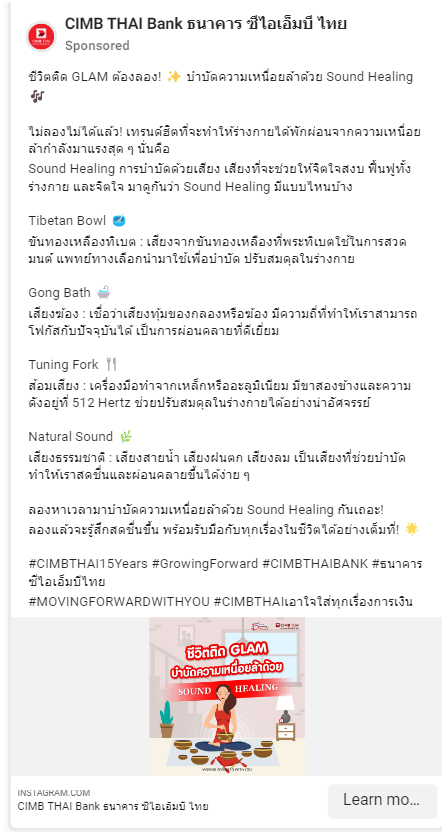 CIMB THAI Bank ธนาคาร ซีไอเอ็มบี ไทย
Sponsored
ชีวิตติด GLAM ต้องลอง! ✨ บำบัดความเหนื่อยล้าด้วย Sound Healing
🎶
ไม่ลองไม่ได้แล้ว! เทรนด์ฮิตที่จะทำให้ร่างกายได้พักผ่อนจากความเหนื่อย
ล้ากำลังมาแรงสุด ๆ นั่นคือ
Sound Healing การบำบัดด้วยเสียง เสียงที่จะช่วยให้จิตใจสงบ ฟื้นฟูทั้ง
ร่างกาย และจิตใจ มาดูกันว่า Sound Healing มีแบบไหนบ้าง
Tibetan Bowl 🥣
ขันทองเหลืองทิเบต : เสียงจากขันทองเหลืองที่พระทิเบตใช้ในการสวด
มนต์ แพทย์ทางเลือกนำมาใช้เพื่อบำบัด ปรับสมดุลในร่างกาย
Gong Bath 🛀
เสียงฆ้อง : เชื่อว่าเสียงทุ้มของกลองหรือฆ้อง มีความถี่ที่ทำให้เราสามารถ
โฟกัสกับปัจจุบันได้ เป็นการผ่อนคลายที่ดีเยี่ยม
Tuning Fork 🍴
ส้อมเสียง : เครื่องมือทำจากเหล็กหรืออะลูมิเนียม มีขาสองข้างและความ
ดังอยู่ที่ 512 Hertz ช่วยปรับสมดุลในร่างกายได้อย่างน่าอัศจรรย์
Natural Sound 🌿
เสียงธรรมชาติ : เสียงสายน้ำ เสียงฝนตก เสียงลม เป็นเสียงที่ช่วยบำบัด
ทำให้เราสดชื่นและผ่อนคลายขึ้นได้ง่าย ๆ
ลองหาเวลามาบำบัดความเหนื่อยล้าด้วย Sound Healing กันเถอะ!
ลองแล้วจะรู้สึกสดชื่นขึ้น พร้อมรับมือกับทุกเรื่องในชีวิตได้อย่างเต็มที่! 🌟
#CIMBTHAI15Years #GrowingForward #CIMBTHAIBANK #ธนาคาร
ซีไอเอ็มบีไทย
#MOVINGFORWARDWITHYOU #CIMBTHAIเอาใจใส่ทุกเรื่องการเงิน
CIMB THAI
ชีวิตติด GLAM
บำบัดความเหนื่อยล้าด้วย
SOUND HEALING
MOVING FORWARD WITH YOU
INSTAGRAM.COM
CIMB THAI Bank ธนาคาร ซีไอเอ็มบี ไทย
Learn mo...